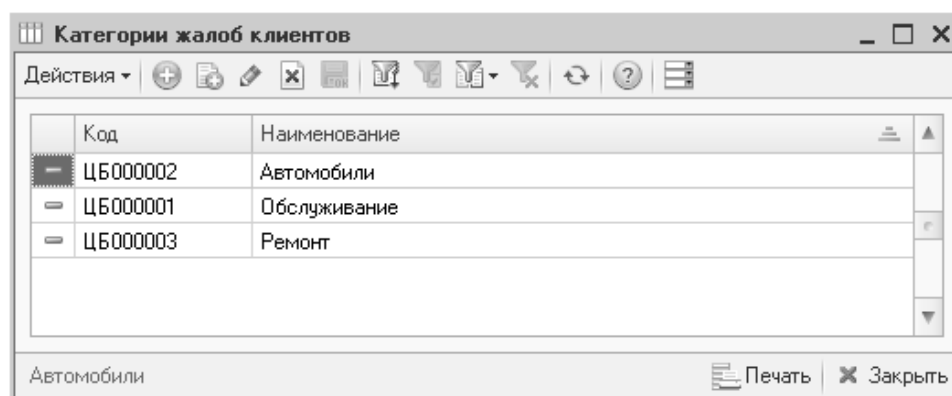 Категории жалоб клиентов
Действия
Код Наименование
ЦБ000002 Автомобили
ЦБ000001 Обслуживание
ЦБ000003 Ремонт
Автомобили Печать Закрыть